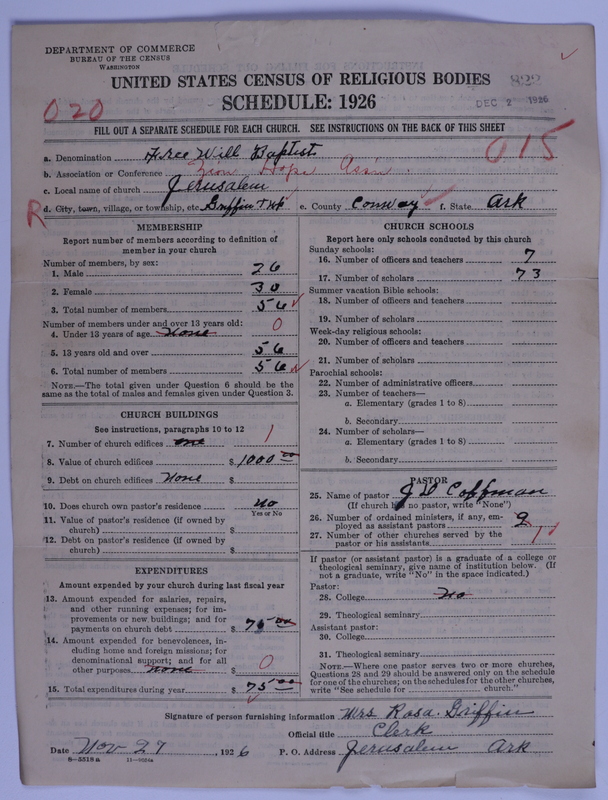 DEPARTMENT OF COMMERCE
BUREAU OF THE CENSUS
WASHINGTON
UNITED STATES CENSUS OF RELIGIOUS BODIES 822
SCHEDULE: 1926 DEC 2 1926
020
FILL OUT A SEPARATE SCHEDULE FOR EACH CHURCH. SEE INSTRUCTIONS ON THE BACK OF THIS SHEET
015
a. Denomination Free Will Baptist
b. Association or Conference Zion Hope Assn
c. Local name of church Jerusalem
R d. City, town, village, or township, etc Griffin Twp e. County Conway f. State Ark
MEMBERSHIP
Report number of members according to definition of
member in your church
Number of members, by sex:
1. Male 26
2. Female 30
3. Total number of members 56
Number of members under and over 13 years old:
4. Under 13 years of age None 0
5. 13 years old and over 56
6. Total number of members 56
NOTE.—The total given under Question 6 should be
same as the total of males and females given under Question 3.
CHURCH BUILDINGS
See instructions, paragraphs 10 to 12
7. Number of church edifices one 1
8. Value of church edifices $ 1000 00
9. Debt on church edifices None $
10. Does church own pastor's residence no
Yes or No
11. Value of pastor's residence (if owned by
church) $
12. Debt on pastor's residence (if owned by
church) $
EXPENDITURES
Amount expended by your church during last fiscal year
13. Amount expended for salaries, repairs,
and other running expenses; for im-
provements or new buildings; and for
payments on church debt $ 75 00
14. Amount expended for benevolences, in-
cluding home and foreign missions; for
denominational support; and for all
other purposes none $ 0
15. Total expenditures during year $ 75 00
CHURCH SCHOOLS
Report here only schools conducted by this church
Sunday schools:
16. Number of officers and teachers 7
17. Number of scholars 73
Summer vacation Bible schools:
18. Number of officers and teachers
19. Number of scholars
Week-day religious schools:
20. Number of officers and teachers
21. Number of scholars
Parochial schools:
22. Number of administrative officers
23. Number of teachers—
a. Elementary (grades 1 to 8)
b. Secondary
24. Number of scholars—
a. Elementary (grades 1 to 8)
b. Secondary
PASTOR
25. Name of pastor J D Coffman
(If church has no pastor, write "None")
26. Number of ordained ministers, if any, em-
ployed as assistant pastors 2
27. Number of other churches served by the
pastor or his assistants 1
If pastor (or assistant pastor) is a graduate of a college or
theological seminary, give name of institution below. (If
not a graduate, write "No" in the space indicated.)
Pastor:
28. College No
29. Theological seminary
Assistant pastor:
30. College
31. Theological seminary
NOTE.—Where one pastor serves two or more churches,
Questions 28 and 29 should be answered only on the schedule
for one of the churches; on the schedules for the other churches,
write "See schedule for church."
Signature of person furnishing information Mrs Rosa Griffin
Official title Clerk
Date Nov 27, 1926 P. O. Address Jerusalem Ark
8—5518a 11—9054a